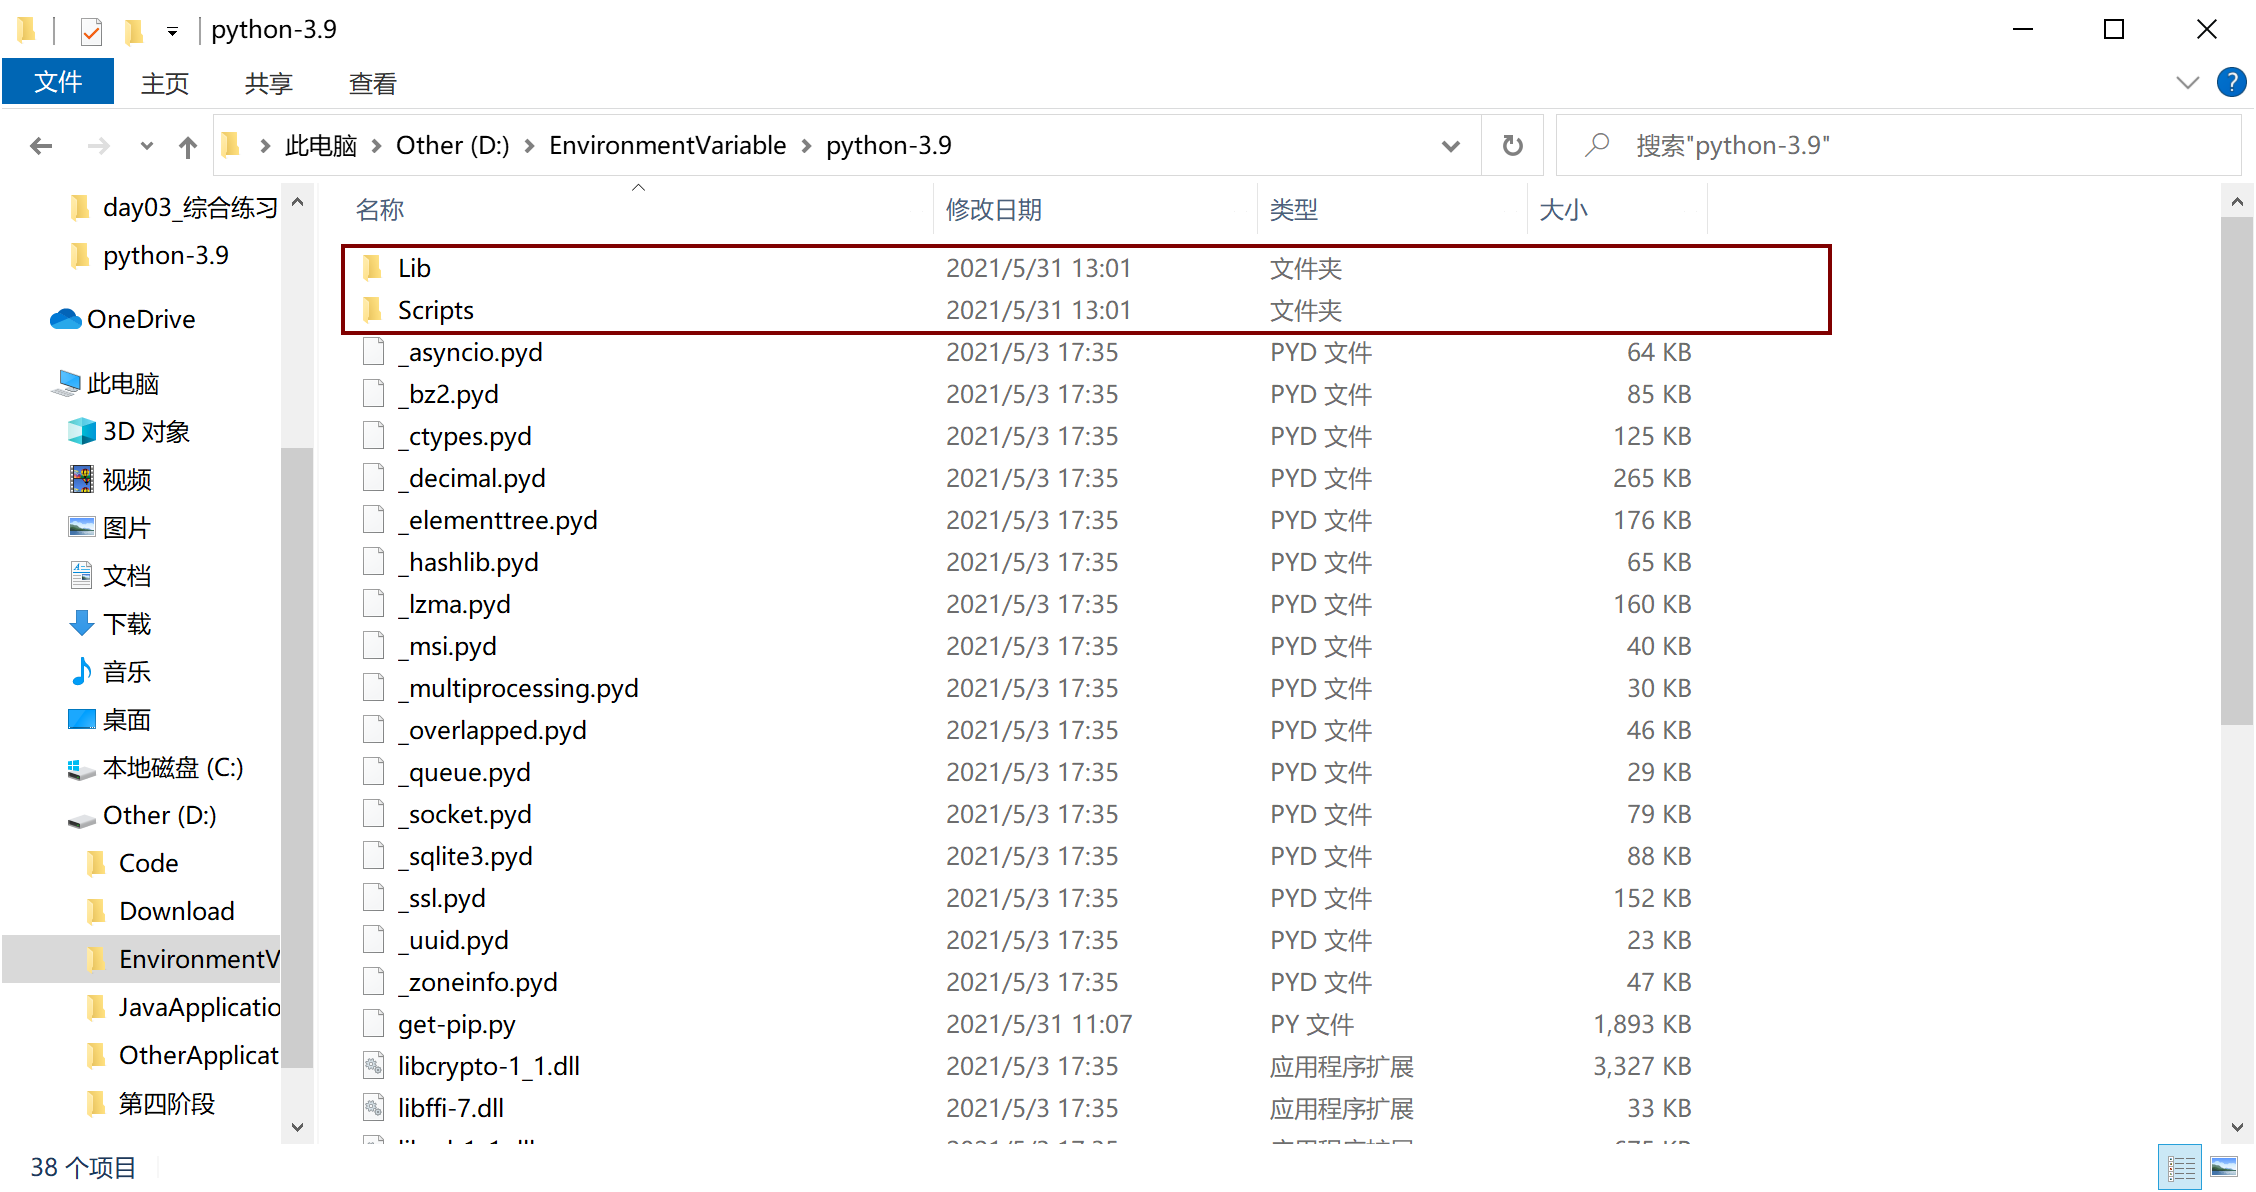 python-3.9
文件 主页 共享 查看
此电脑 Other (D:) EnvironmentVariable python-3.9 搜索"python-3.9"
day03_综合练习
python-3.9
OneDrive
此电脑
3D 对象
视频
图片
文档
下载
音乐
桌面
本地磁盘 (C:)
Other (D:)
Code
Download
EnvironmentV
JavaApplicatio
OtherApplicat
第四阶段
名称 修改日期 类型 大小
Lib 2021/5/31 13:01 文件夹
Scripts 2021/5/31 13:01 文件夹
_asyncio.pyd 2021/5/3 17:35 PYD 文件 64 KB
_bz2.pyd 2021/5/3 17:35 PYD 文件 85 KB
_ctypes.pyd 2021/5/3 17:35 PYD 文件 125 KB
_decimal.pyd 2021/5/3 17:35 PYD 文件 265 KB
_elementtree.pyd 2021/5/3 17:35 PYD 文件 176 KB
_hashlib.pyd 2021/5/3 17:35 PYD 文件 65 KB
_lzma.pyd 2021/5/3 17:35 PYD 文件 160 KB
_msi.pyd 2021/5/3 17:35 PYD 文件 40 KB
_multiprocessing.pyd 2021/5/3 17:35 PYD 文件 30 KB
_overlapped.pyd 2021/5/3 17:35 PYD 文件 46 KB
_queue.pyd 2021/5/3 17:35 PYD 文件 29 KB
_socket.pyd 2021/5/3 17:35 PYD 文件 79 KB
_sqlite3.pyd 2021/5/3 17:35 PYD 文件 88 KB
_ssl.pyd 2021/5/3 17:35 PYD 文件 152 KB
_uuid.pyd 2021/5/3 17:35 PYD 文件 23 KB
_zoneinfo.pyd 2021/5/3 17:35 PYD 文件 47 KB
get-pip.py 2021/5/31 11:07 PY 文件 1,893 KB
libcrypto-1_1.dll 2021/5/3 17:35 应用程序扩展 3,327 KB
libffi-7.dll 2021/5/3 17:35 应用程序扩展 33 KB
38 个项目